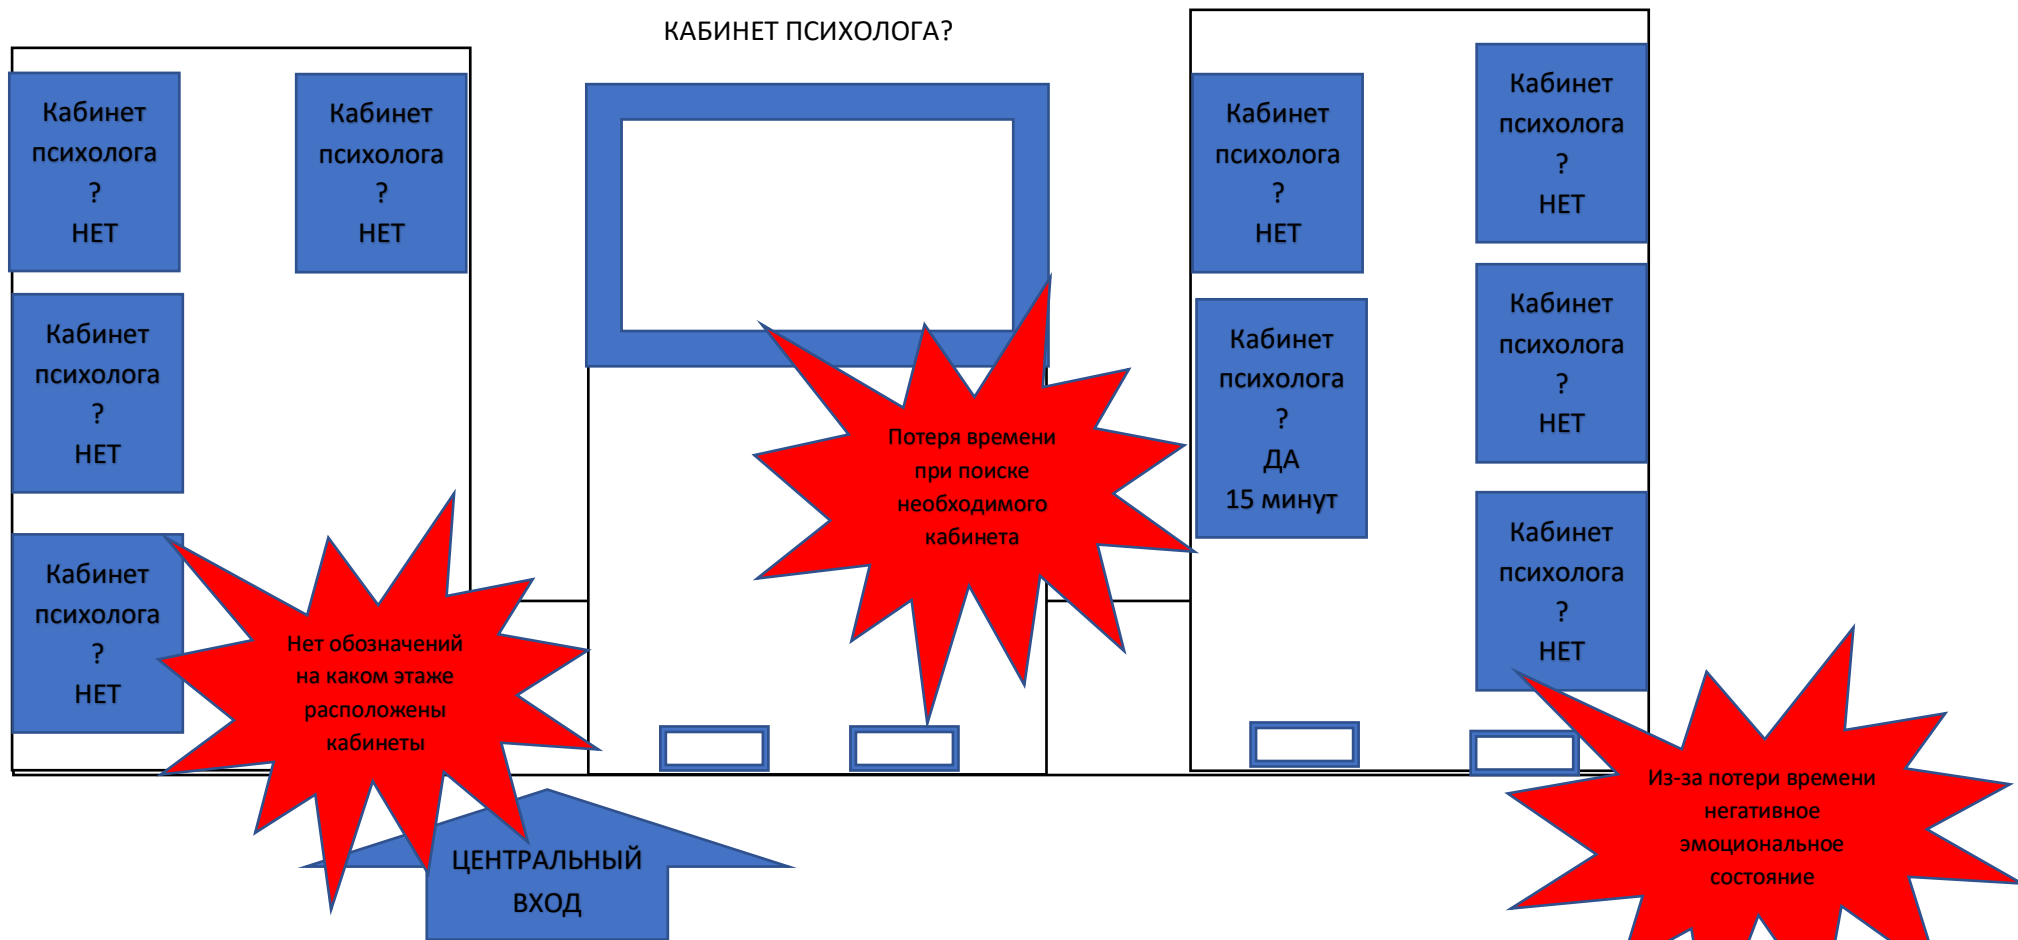 КАБИНЕТ ПСИХОЛОГА?
Кабинет
психолога
?
НЕТ
Кабинет
психолога
?
НЕТ
Кабинет
психолога
?
НЕТ
Кабинет
психолога
?
НЕТ
Кабинет
психолога
?
НЕТ
Кабинет
психолога
?
НЕТ
Кабинет
психолога
?
ДА
15 минут
Кабинет
психолога
?
НЕТ
Кабинет
психолога
?
НЕТ
Потеря времени
при поиске
необходимого
кабинета
Нет обозначений
на каком этаже
расположены
кабинеты
Из-за потери времени
негативное
эмоциональное
состояние
ЦЕНТРАЛЬНЫЙ
ВХОД